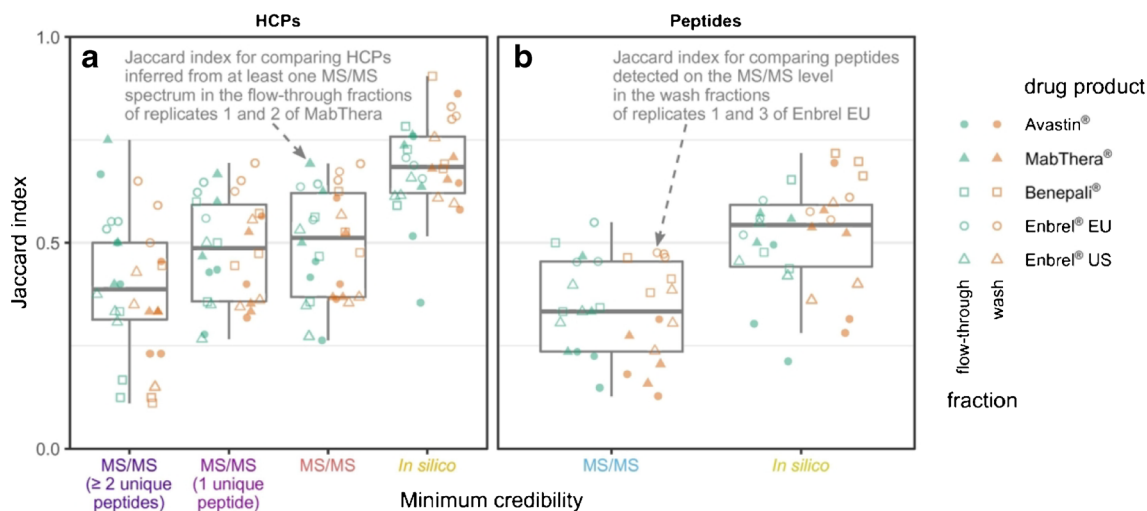 HCPs
Peptides
1.0
0.5
0.0
Jaccard index
a
Jaccard index for comparing HCPs
inferred from at least one MS/MS
spectrum in the flow-through fractions
of replicates 1 and 2 of MabThera
b
Jaccard index for comparing peptides
detected on the MS/MS level
in the wash fractions
of replicates 1 and 3 of Enbrel EU
MS/MS
(≥ 2 unique
peptides)
MS/MS
(1 unique
peptide)
MS/MS
In silico
MS/MS
In silico
Minimum credibility
drug product
Avastin®
MabThera®
Benepali®
Enbrel® EU
Enbrel® US
flow-through
wash
fraction